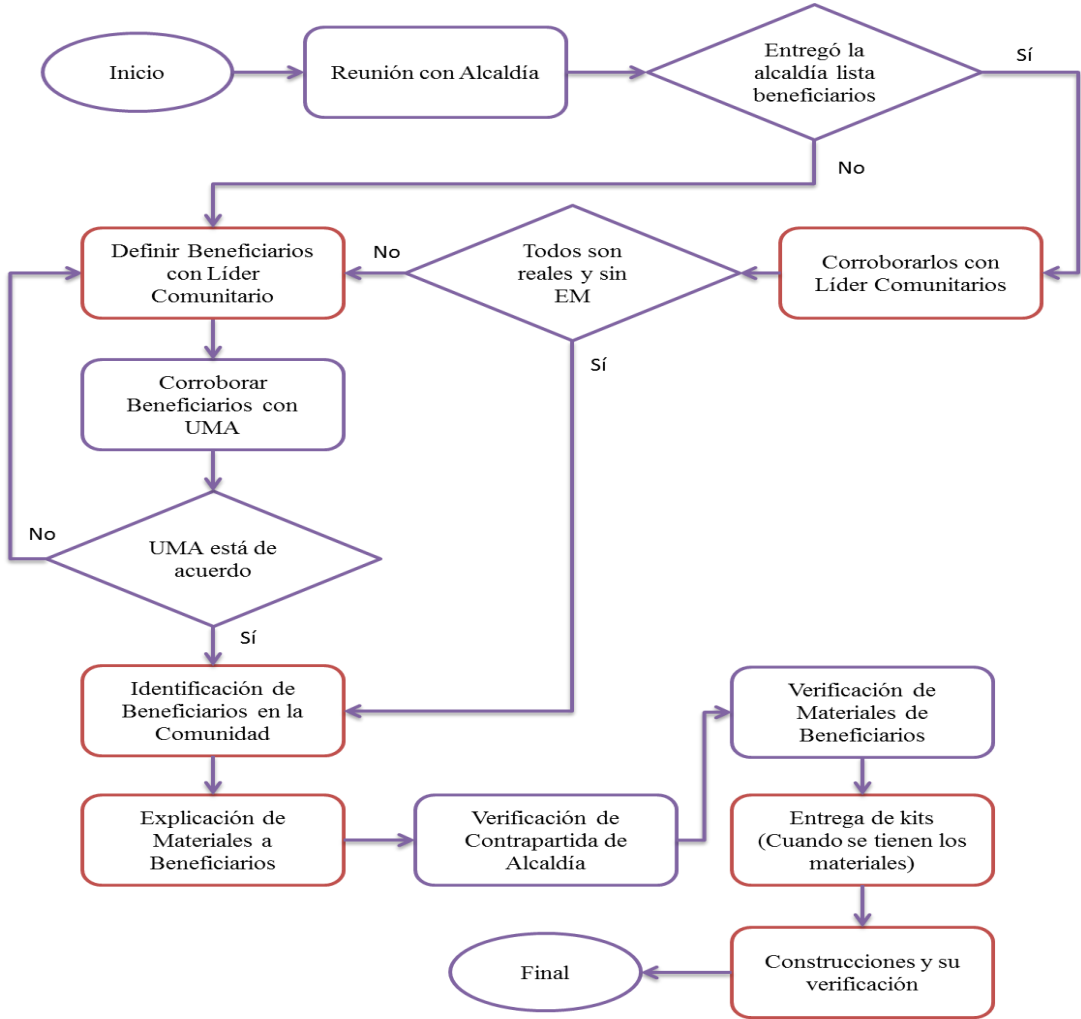 Inicio
Reunión con Alcaldía
Entregó la
alcaldía lista
beneficiarios
Sí
No
Definir Beneficiarios
con Líder
Comunitario
No
Todos son
reales y sin
EM
Corroborarlos con
Líder Comunitarios
Sí
Corroborar
Beneficiarios con
UMA
No
UMA está de
acuerdo
Sí
Identificación de
Beneficiarios en la
Comunidad
Verificación de
Materiales de
Beneficiarios
Explicación de
Materiales a
Beneficiarios
Verificación de
Contrapartida de
Alcaldía
Entrega de kits
(Cuando se tienen los
materiales)
Final
Construcciones y su
verificación